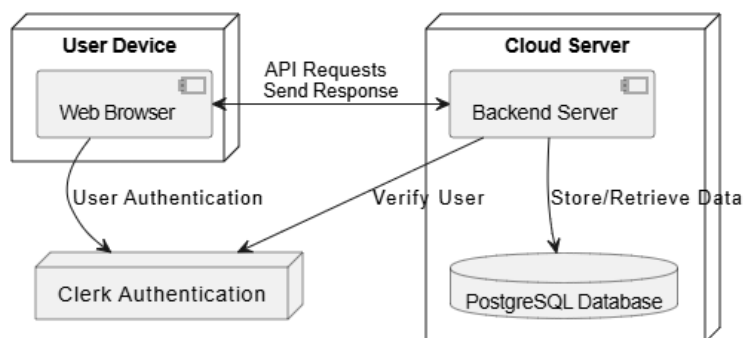 User Device
Cloud Server
API Requests
Send Response
Web Browser
Backend Server
User Authentication
Verify User
Store/Retrieve Data
Clerk Authentication
PostgreSQL Database